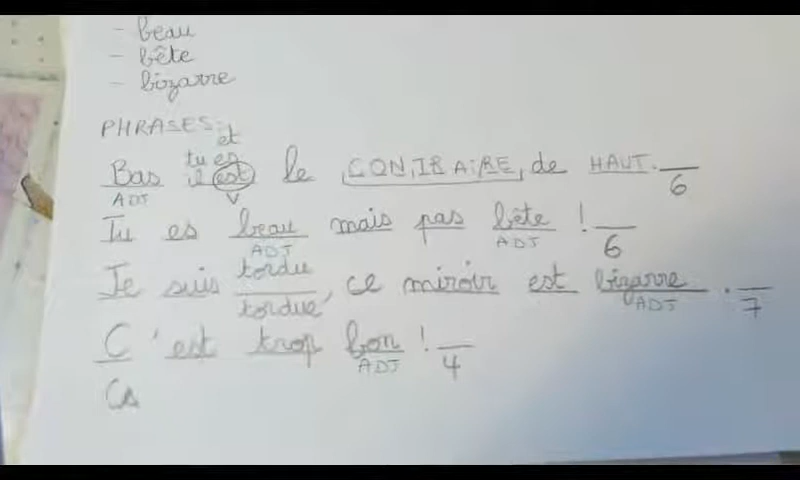 - beau
- bête
- bizarre
PHRASES:
et
tu es
Bas il est le CONTRAIRE de HAUT. 6
ADJ V
Tu es beau mais pas bête ! 6
ADJ ADJ
tordu
Je suis tordue, ce miroir est bizarre. 7
ADJ
C'est trop bon ! 4
ADJ